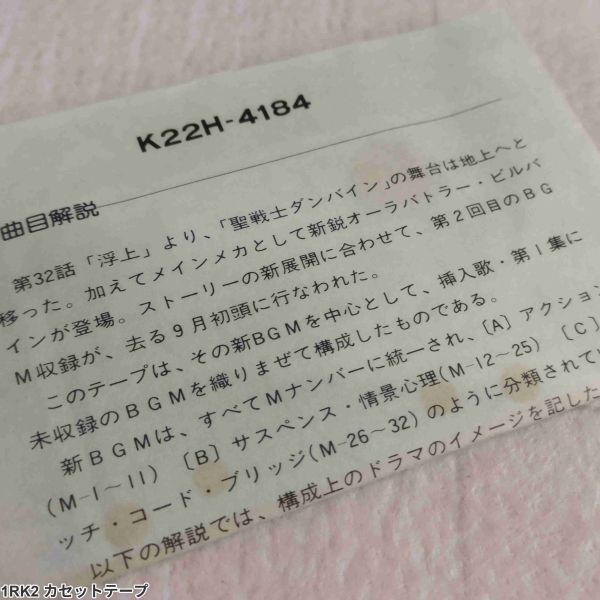 K22H-4184
曲目解説
第32話「浮上」より、「聖戦士ダンバイン」の舞台は地上へと
移った。加えてメインメカとして新鋭オーラバトラー・ビルバ
インが登場。ストーリーの新展開に合わせて、第2回目のBG
M収録が、去る9月初頭に行なわれた。
このテープは、その新BGMを中心として、挿入歌・第1集に
未収録のBGMを織りまぜて構成したものである。
新BGMは、すべてMナンバーに統一され、〔A〕アクション
(M-1〜11)〔B〕サスペンス・情景心理(M-12〜25)〔C〕
ッチ・コード・ブリッジ(M-26〜32)のように分類されてい
以下の解説では、構成上のドラマのイメージを記した
1RK2 カセットテープ